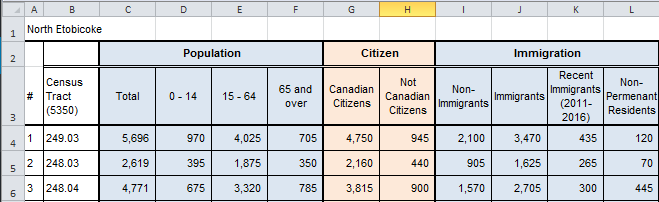 A B C D E F G H I J K L
1 North Etobicoke
2 Population Citizen Immigration
3 # Census Tract (5350) Total 0 - 14 15 - 64 65 and over Canadian Citizens Not Canadian Citizens Non-Immigrants Immigrants Recent Immigrants (2011-2016) Non-Permenant Residents
4 1 249.03 5,696 970 4,025 705 4,750 945 2,100 3,470 435 120
5 2 248.03 2,619 395 1,875 350 2,160 440 905 1,625 265 70
6 3 248.04 4,771 675 3,320 785 3,815 900 1,570 2,705 300 445